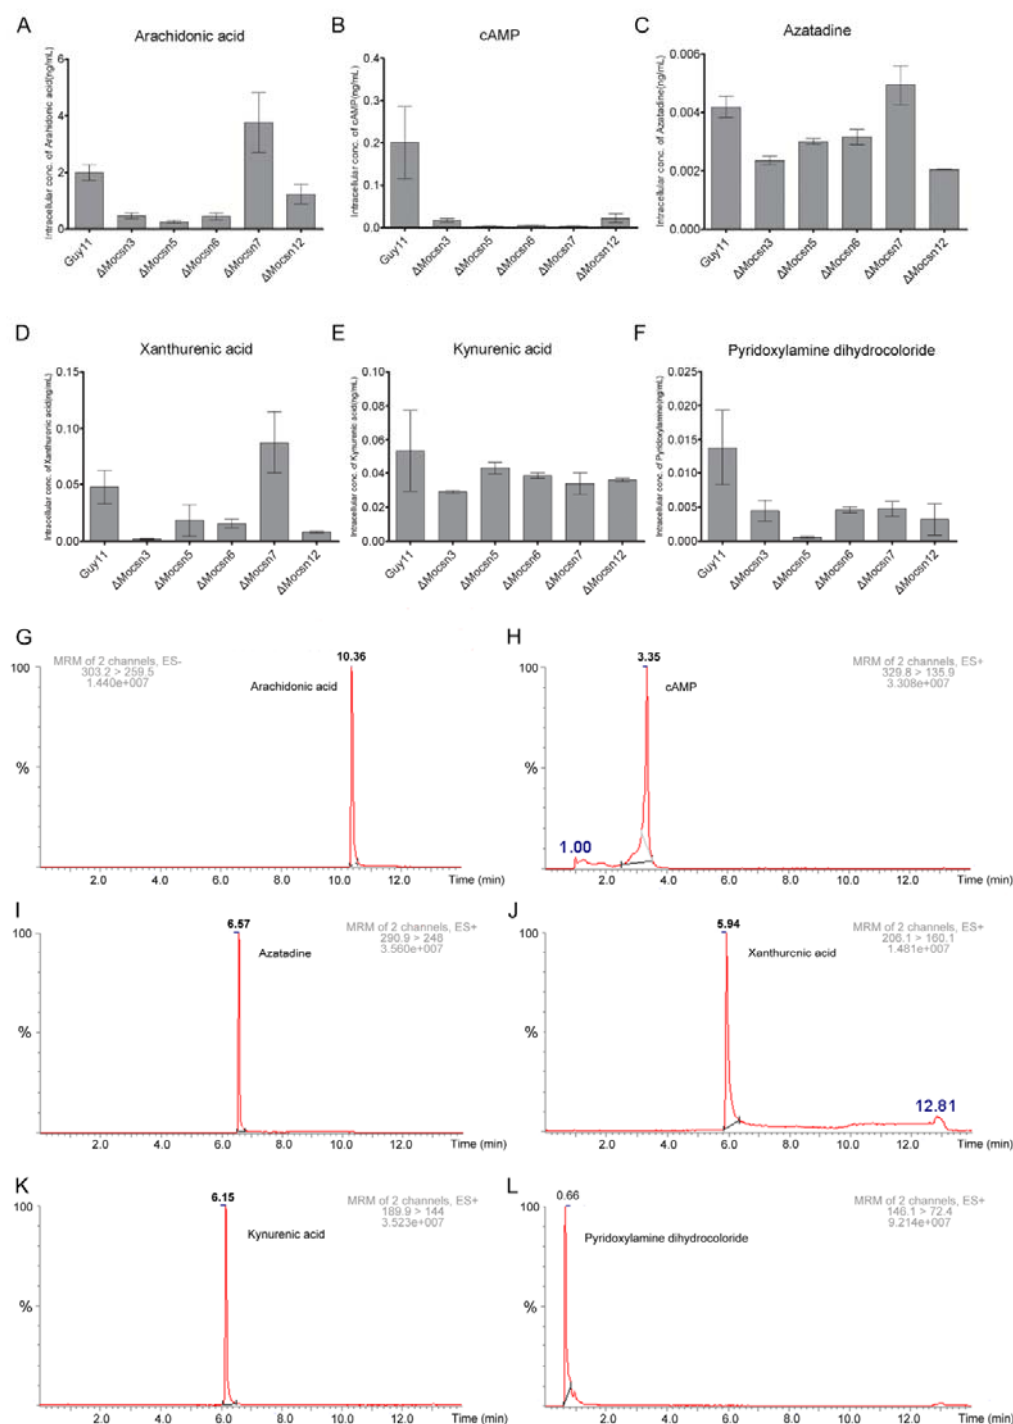 A
Arachidonic acid
Intracellular conc. of Arahidonic acid(ng/mL)
6
4
2
0
Guy11
ΔMocsn3
ΔMocsn5
ΔMocsn6
ΔMocsn7
ΔMocsn12
B
cAMP
Intracellular conc. of cAMP(ng/mL)
0.4
0.3
0.2
0.1
0.0
Guy11
ΔMocsn3
ΔMocsn5
ΔMocsn6
ΔMocsn7
ΔMocsn12
C
Azatadine
Intracellular conc. of Azatadine(ng/mL)
0.006
0.004
0.002
0.000
Guy11
ΔMocsn3
ΔMocsn5
ΔMocsn6
ΔMocsn7
ΔMocsn12
D
Xanthurenic acid
Intracellular conc. of Xanthuronic acid(ng/mL)
0.15
0.10
0.05
0.00
Guy11
ΔMocsn3
ΔMocsn5
ΔMocsn6
ΔMocsn7
ΔMocsn12
E
Kynurenic acid
Intracellular conc. of Kynurenic acid(ng/mL)
0.10
0.08
0.06
0.04
0.02
0.00
Guy11
ΔMocsn3
ΔMocsn5
ΔMocsn6
ΔMocsn7
ΔMocsn12
F
Pyridoxylamine dihydrocoloride
Intracellular conc. of Pyridoxylamine(ng/mL)
0.025
0.020
0.015
0.010
0.005
0.000
Guy11
ΔMocsn3
ΔMocsn5
ΔMocsn6
ΔMocsn7
ΔMocsn12
G
MRM of 2 channels, ES-
303.2 > 259.5
1.440e+007
10.36
Arachidonic acid
100
%
2.0 4.0 6.0 8.0 10.0 12.0 Time (min)
H
MRM of 2 channels, ES+
329.8 > 135.9
3.308e+007
3.35
cAMP
100
%
1.00
2.0 4.0 6.0 8.0 10.0 12.0 Time (min)
I
MRM of 2 channels, ES+
290.9 > 248
3.560e+007
6.57
Azatadine
100
%
2.0 4.0 6.0 8.0 10.0 12.0 Time (min)
J
MRM of 2 channels, ES+
206.1 > 160.1
1.481e+007
5.94
Xanthurcnic acid
100
%
12.81
2.0 4.0 6.0 8.0 10.0 12.0 Time (min)
K
MRM of 2 channels, ES+
189.9 > 144
3.523e+007
6.15
Kynurenic acid
100
%
2.0 4.0 6.0 8.0 10.0 12.0 Time (min)
L
MRM of 2 channels, ES+
146.1 > 72.4
9.214e+007
0.66
Pyridoxylamine dihydrocoloride
100
%
2.0 4.0 6.0 8.0 10.0 12.0 Time (min)